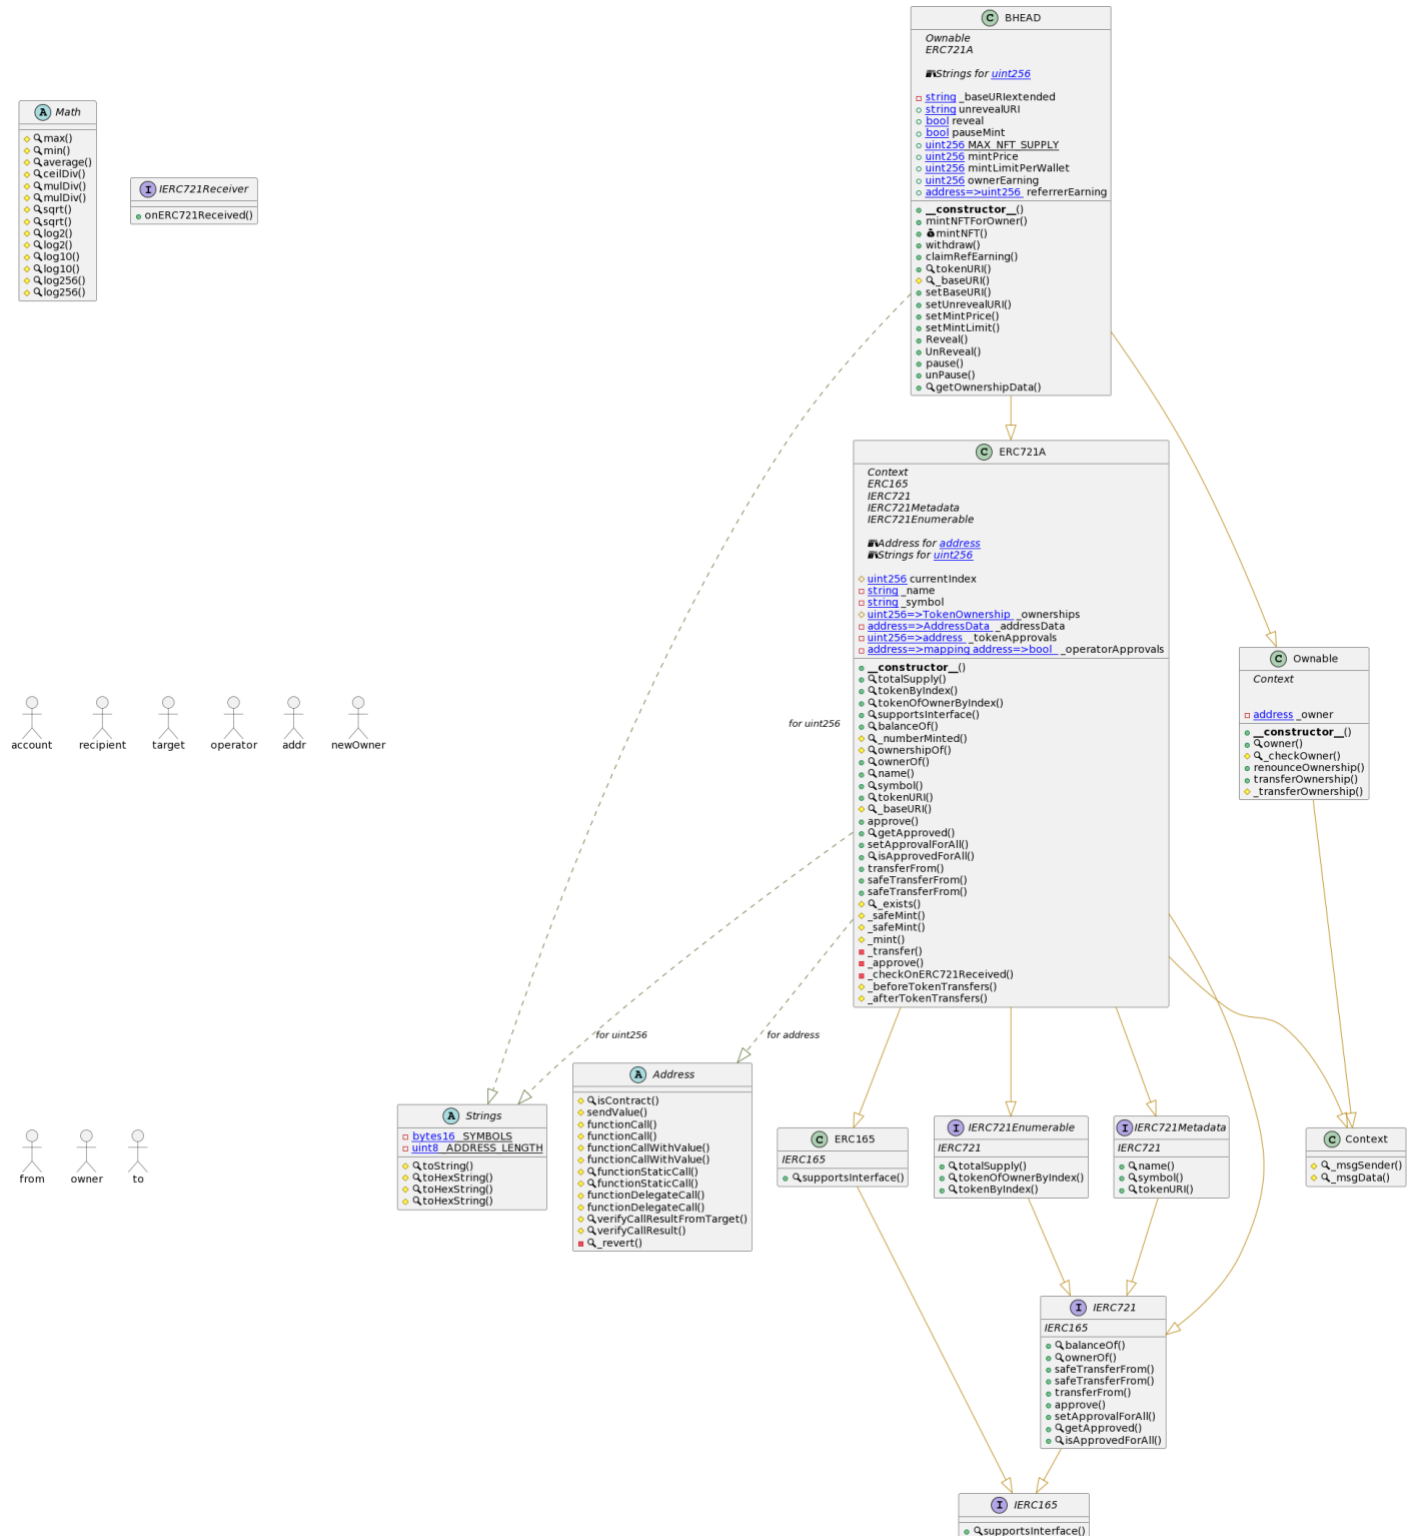 C BHEAD
Ownable
ERC721A
Strings for uint256
string _baseURIextended
string unrevealURI
bool reveal
bool pauseMint
uint256 MAX_NFT_SUPPLY
uint256 mintPrice
uint256 mintLimitPerWallet
uint256 ownerEarning
address=>uint256 referrerEarning
__constructor__()
mintNFTForOwner()
mintNFT()
withdraw()
claimRefEarning()
tokenURI()
_baseURI()
setBaseURI()
setUnrevealURI()
setMintPrice()
setMintLimit()
Reveal()
UnReveal()
pause()
unPause()
getOwnershipData()
A Math
max()
min()
average()
ceilDiv()
mulDiv()
mulDiv()
sqrt()
sqrt()
log2()
log2()
log10()
log10()
log256()
log256()
I IERC721Receiver
onERC721Received()
C ERC721A
Context
ERC165
IERC721
IERC721Metadata
IERC721Enumerable
Address for address
Strings for uint256
uint256 currentIndex
string _name
string _symbol
uint256=>TokenOwnership _ownerships
address=>AddressData _addressData
uint256=>address _tokenApprovals
address=>mapping address=>bool _operatorApprovals
__constructor__()
totalSupply()
tokenByIndex()
tokenOfOwnerByIndex()
supportsInterface()
balanceOf()
_numberMinted()
ownershipOf()
ownerOf()
name()
symbol()
tokenURI()
_baseURI()
approve()
getApproved()
setApprovalForAll()
isApprovedForAll()
transferFrom()
safeTransferFrom()
safeTransferFrom()
_exists()
_safeMint()
_safeMint()
_mint()
_transfer()
_approve()
_checkOnERC721Received()
_beforeTokenTransfers()
_afterTokenTransfers()
C Ownable
Context
address _owner
__constructor__()
owner()
_checkOwner()
renounceOwnership()
transferOwnership()
_transferOwnership()
account
recipient
target
operator
addr
newOwner
for uint256
for uint256
for address
from
owner
to
A Strings
bytes16 _SYMBOLS
uint8 _ADDRESS_LENGTH
toString()
toHexString()
toHexString()
toHexString()
A Address
isContract()
sendValue()
functionCall()
functionCall()
functionCallWithValue()
functionCallWithValue()
functionStaticCall()
functionStaticCall()
functionDelegateCall()
functionDelegateCall()
verifyCallResultFromTarget()
verifyCallResult()
_revert()
C ERC165
IERC165
supportsInterface()
I IERC721Enumerable
IERC721
totalSupply()
tokenOfOwnerByIndex()
tokenByIndex()
I IERC721Metadata
IERC721
name()
symbol()
tokenURI()
C Context
_msgSender()
_msgData()
I IERC721
IERC165
balanceOf()
ownerOf()
safeTransferFrom()
safeTransferFrom()
transferFrom()
approve()
setApprovalForAll()
getApproved()
isApprovedForAll()
I IERC165
supportsInterface()